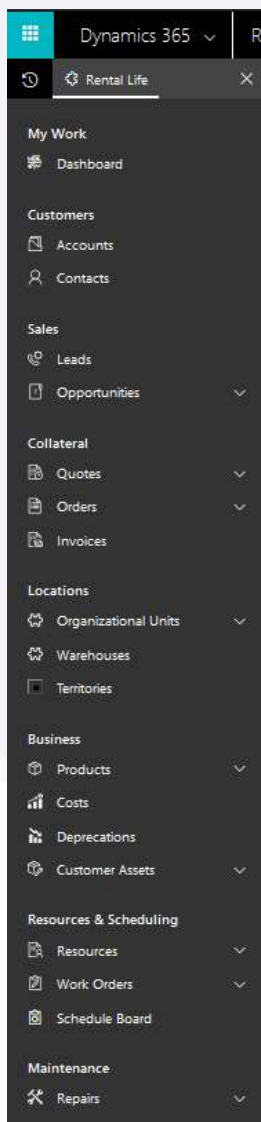 Dynamics 365
R
Rental Life
My Work
Dashboard
Customers
Accounts
Contacts
Sales
Leads
Opportunities
Collateral
Quotes
Orders
Invoices
Locations
Organizational Units
Warehouses
Territories
Business
Products
Costs
Deprecations
Customer Assets
Resources & Scheduling
Resources
Work Orders
Schedule Board
Maintenance
Repairs